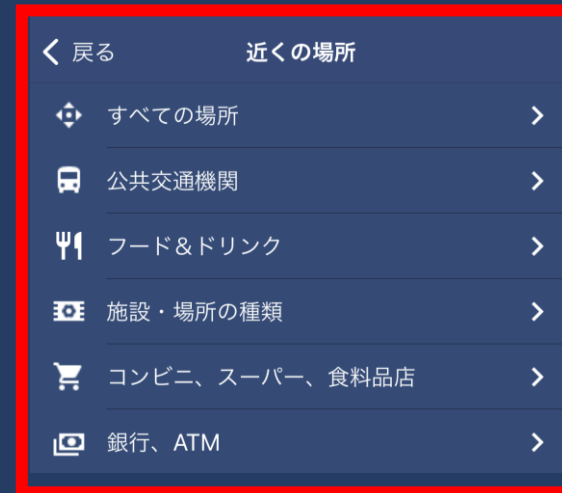 戻る 近くの場所
すべての場所
公共交通機関
フード＆ドリンク
施設・場所の種類
コンビニ、スーパー、食料品店
銀行、ATM